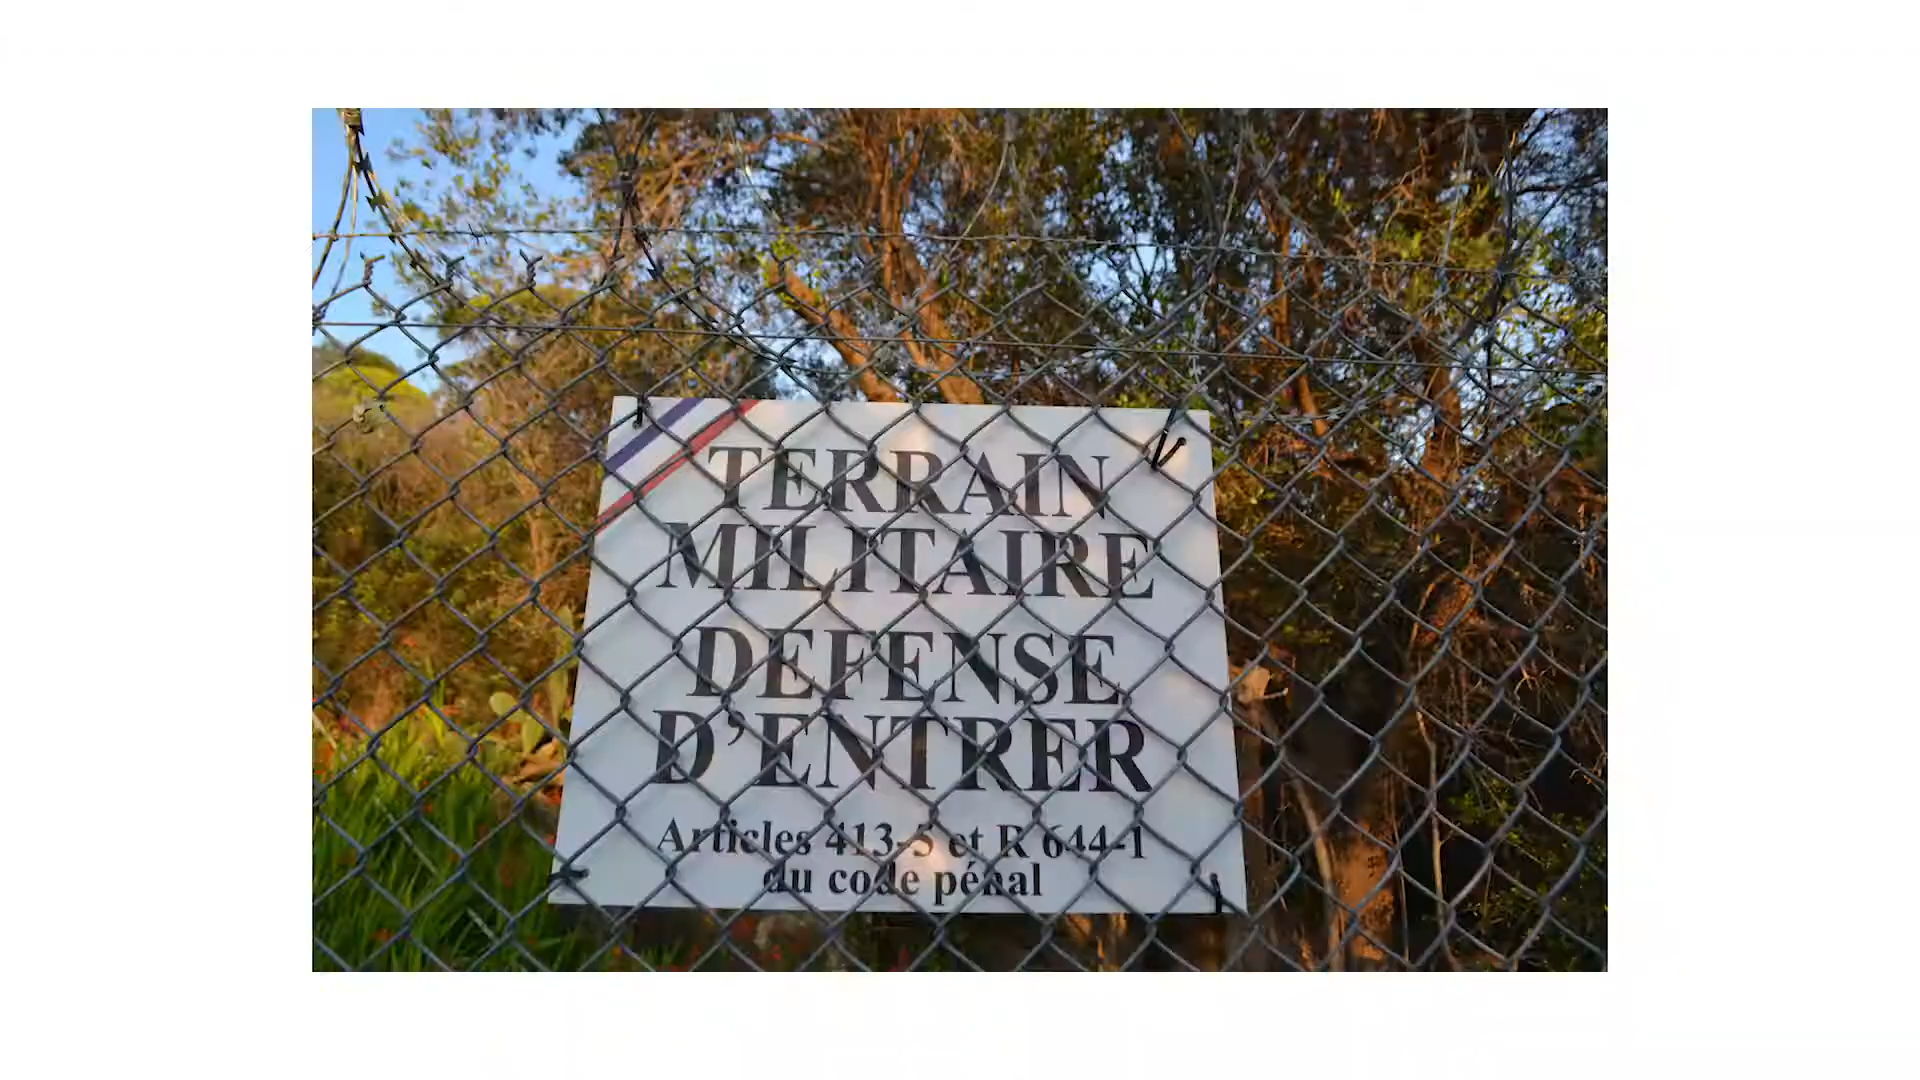 TERRAIN
MILITAIRE
DEFENSE
D'ENTRER
Articles 413-5 et R 644-1
du code pénal